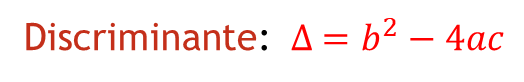 Discriminante: Δ = b² − 4ac